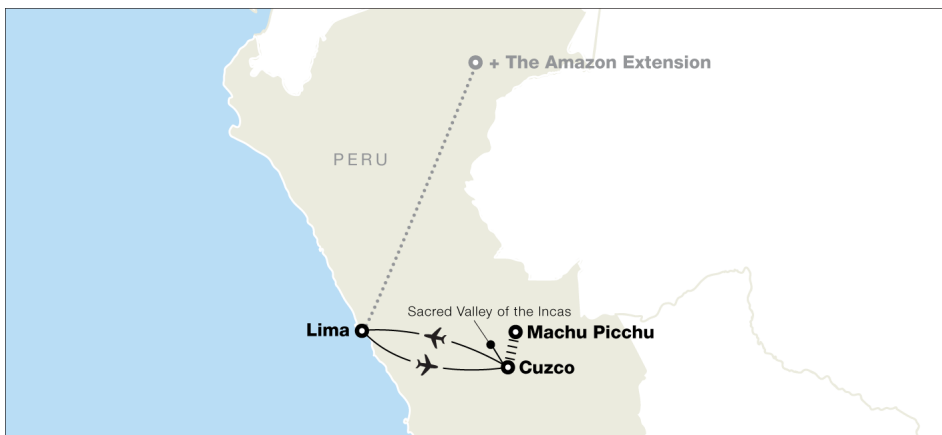 + The Amazon Extension
PERU
Sacred Valley of the Incas
Lima
Machu Picchu
Cuzco